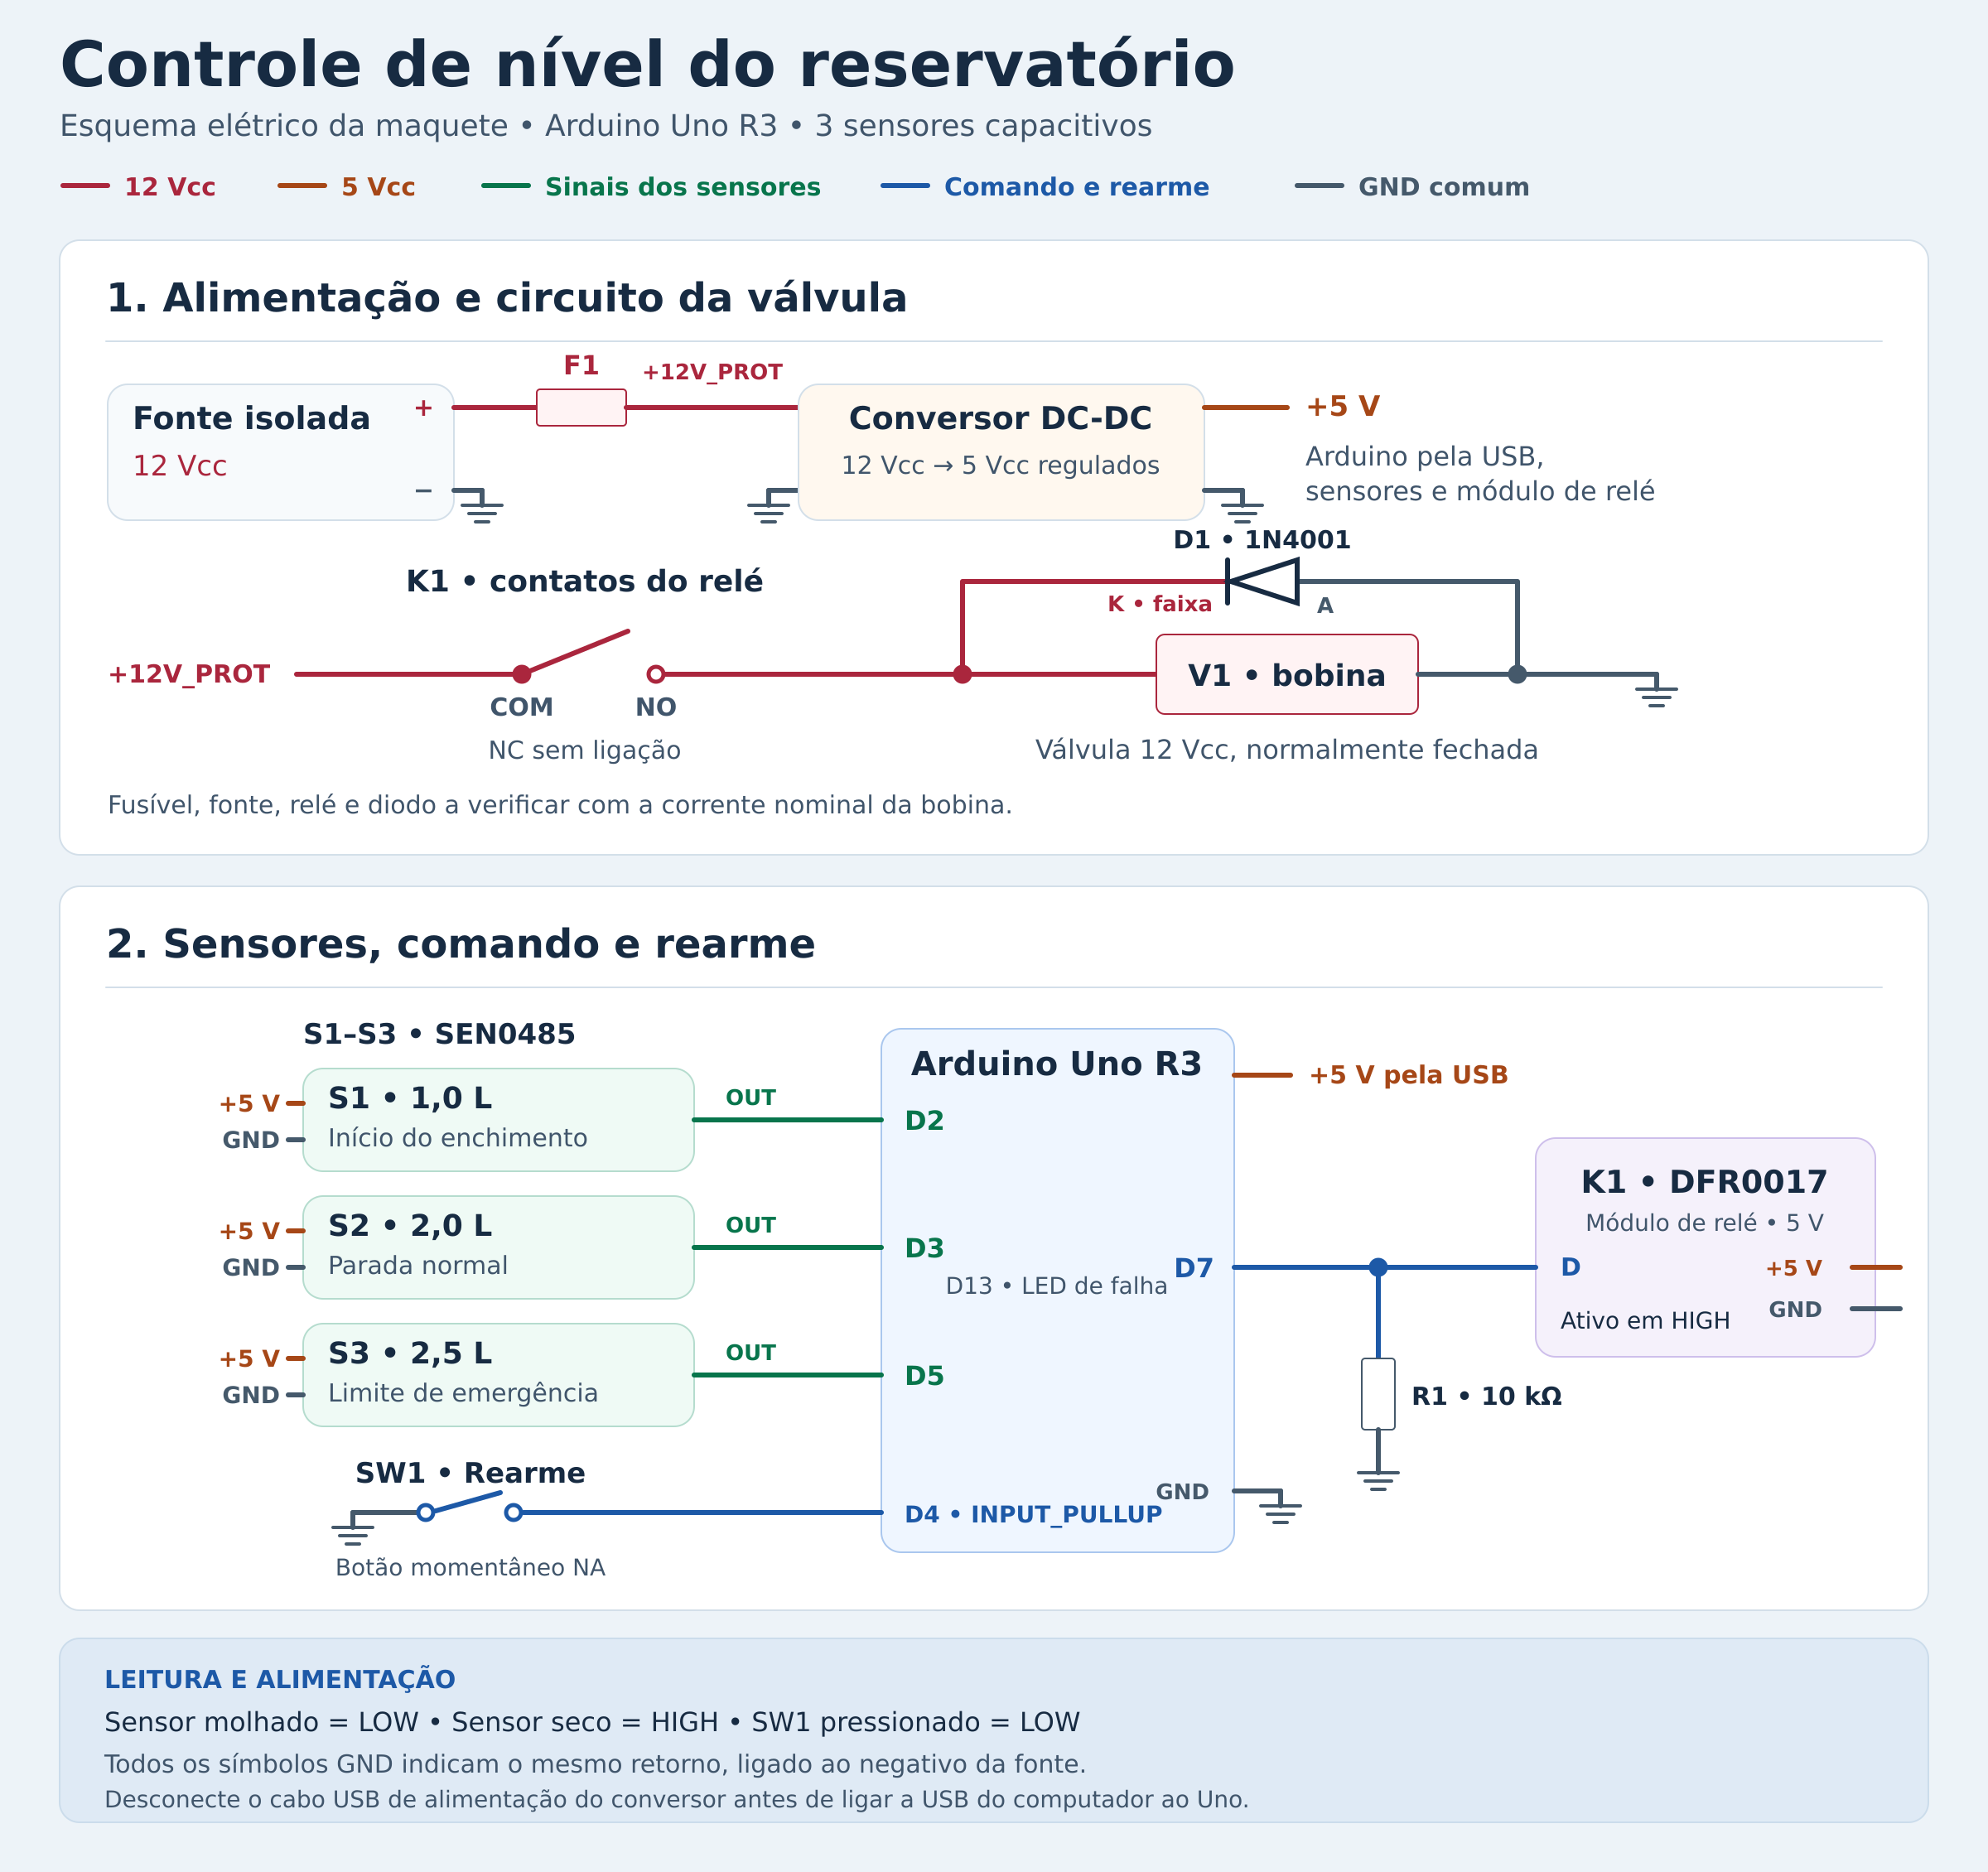 Controle de nível do reservatório
Esquema elétrico da maquete • Arduino Uno R3 • 3 sensores capacitivos
12 Vcc
5 Vcc
Sinais dos sensores
Comando e rearme
GND comum
1. Alimentação e circuito da válvula
F1
+12V_PROT
Fonte isolada
+
12 Vcc
−
Conversor DC-DC
12 Vcc → 5 Vcc regulados
+5 V
Arduino pela USB,
sensores e módulo de relé
D1 • 1N4001
K • faixa
A
K1 • contatos do relé
+12V_PROT
COM
NO
NC sem ligação
V1 • bobina
Válvula 12 Vcc, normalmente fechada
Fusível, fonte, relé e diodo a verificar com a corrente nominal da bobina.
2. Sensores, comando e rearme
S1–S3 • SEN0485
+5 V
GND
S1 • 1,0 L
Início do enchimento
OUT
+5 V
GND
S2 • 2,0 L
Parada normal
OUT
+5 V
GND
S3 • 2,5 L
Limite de emergência
OUT
SW1 • Rearme
Botão momentâneo NA
Arduino Uno R3
D2
D3
D13 • LED de falha
D7
D5
GND
D4 • INPUT_PULLUP
+5 V pela USB
K1 • DFR0017
Módulo de relé • 5 V
D
+5 V
GND
Ativo em HIGH
R1 • 10 kΩ
LEITURA E ALIMENTAÇÃO
Sensor molhado = LOW • Sensor seco = HIGH • SW1 pressionado = LOW
Todos os símbolos GND indicam o mesmo retorno, ligado ao negativo da fonte.
Desconecte o cabo USB de alimentação do conversor antes de ligar a USB do computador ao Uno.